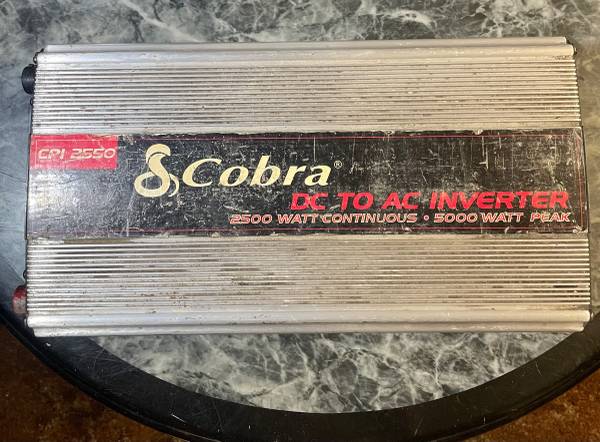 CPI 2550
Cobra®
DC TO AC INVERTER
2500 WATT CONTINUOUS • 5000 WATT PEAK